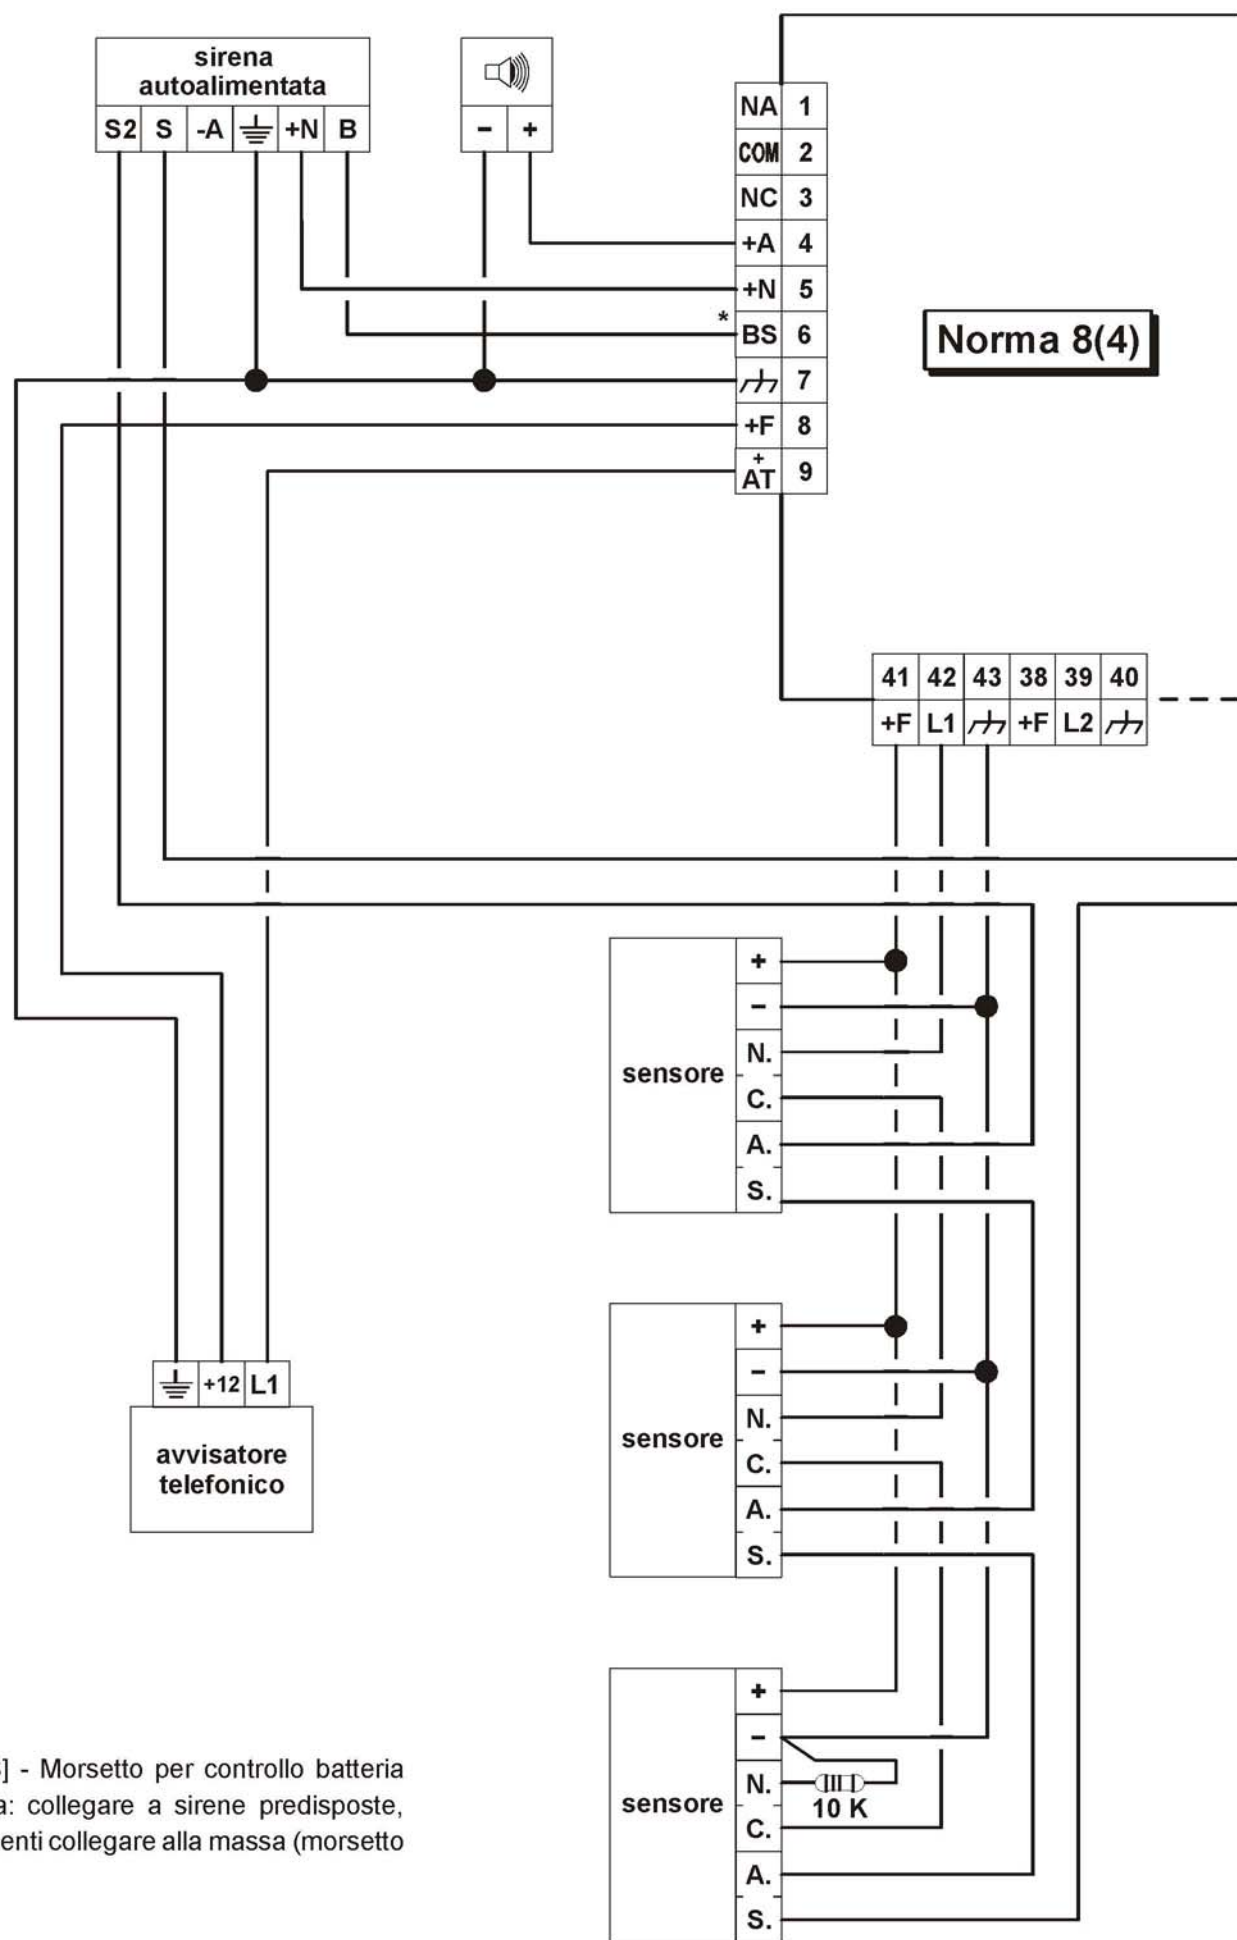 sirena
autoalimentata
S2 S -A +N B
- +
NA 1
COM 2
NC 3
+A 4
+N 5
* BS 6
7
+F 8
+ AT 9
Norma 8(4)
41 42 43 38 39 40
+F L1 +F L2
sensore
+
-
N.
C.
A.
S.
sensore
+
-
N.
C.
A.
S.
+12 L1
avvisatore
telefonico
sensore
+
-
N.
10 K
C.
A.
S.
] - Morsetto per controllo batteria
a: collegare a sirene predisposte,
enti collegare alla massa (morsetto